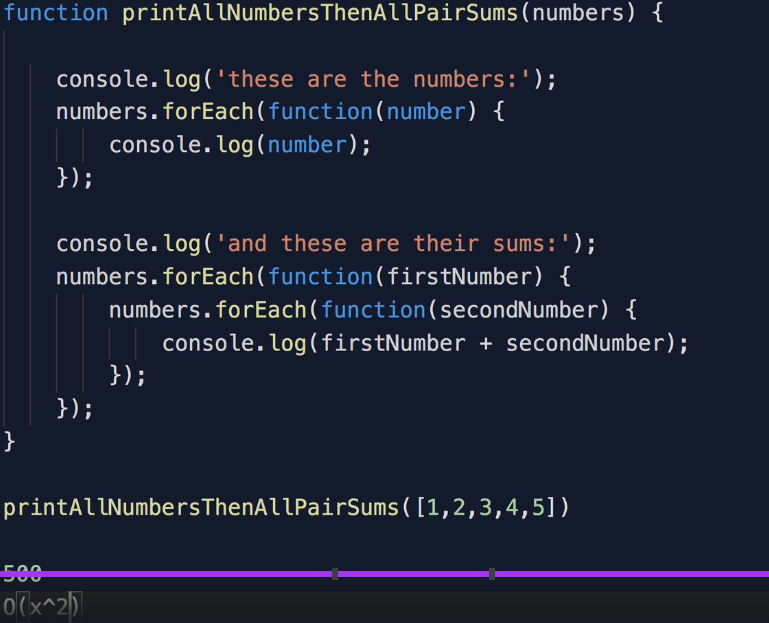 function printAllNumbersThenAllPairSums(numbers) {
console.log('these are the numbers:');
numbers.forEach(function(number) {
console.log(number);
});
console.log('and these are their sums:');
numbers.forEach(function(firstNumber) {
numbers.forEach(function(secondNumber) {
console.log(firstNumber + secondNumber);
});
});
}
printAllNumbersThenAllPairSums([1,2,3,4,5])
500
O(x^2)